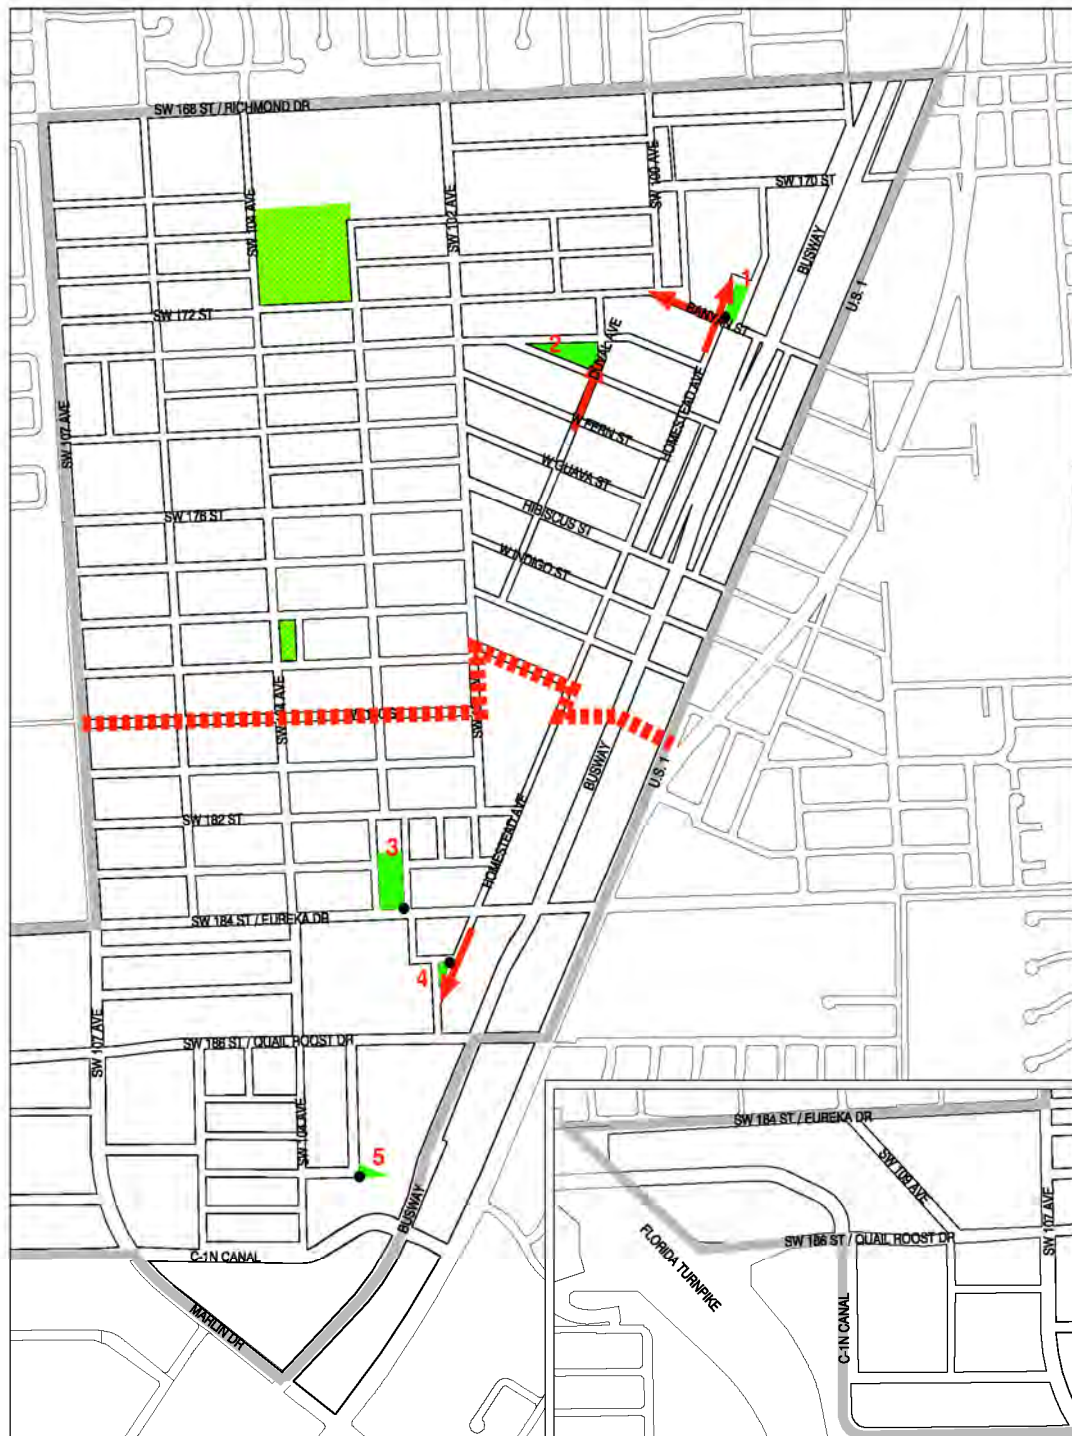 SW 168 ST / RICHMOND DR
SW 170 ST
SW 100 AVE
SW 102 AVE
SW 104 AVE
BUSWAY
U.S. 1
1
BANYAN ST
SW 172 ST
2
DUVAL AVE
HOMESTEAD AVE
SW 107 AVE
W FERN ST
W GUAVA ST
HIBISCUS ST
SW 176 ST
W INDIGO ST
BUSWAY
U.S. 1
SW 182 ST
HOMESTEAD AVE
3
SW 184 ST / EUREKA DR
4
SW 107 AVE
SW 186 ST / QUAIL ROOST DR
SW 104 AVE
5
BUSWAY
C-1N CANAL
MARLIN DR
SW 184 ST / EUREKA DR
SW 109 AVE
SW 107 AVE
SW 186 ST / QUAIL ROOST DR
FLORIDA TURNPIKE
C-1N CANAL